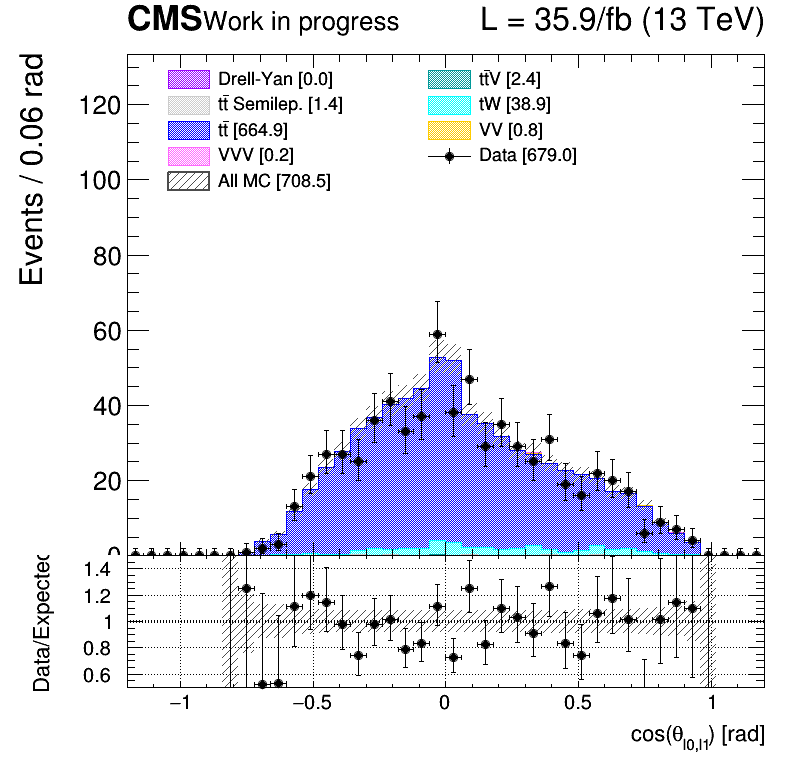 CMS Work in progress L = 35.9/fb (13 TeV)
Events / 0.06 rad
120
100
80
60
40
20
0
Drell-Yan [0.0]
tt̄ Semilep. [1.4]
tt̄ [664.9]
VVV [0.2]
All MC [708.5]
tt̄V [2.4]
tW [38.9]
VV [0.8]
Data [679.0]
Data/Expected
1.4
1.2
1
0.8
0.6
−1 −0.5 0 0.5 1
cos(θl0,l1) [rad]